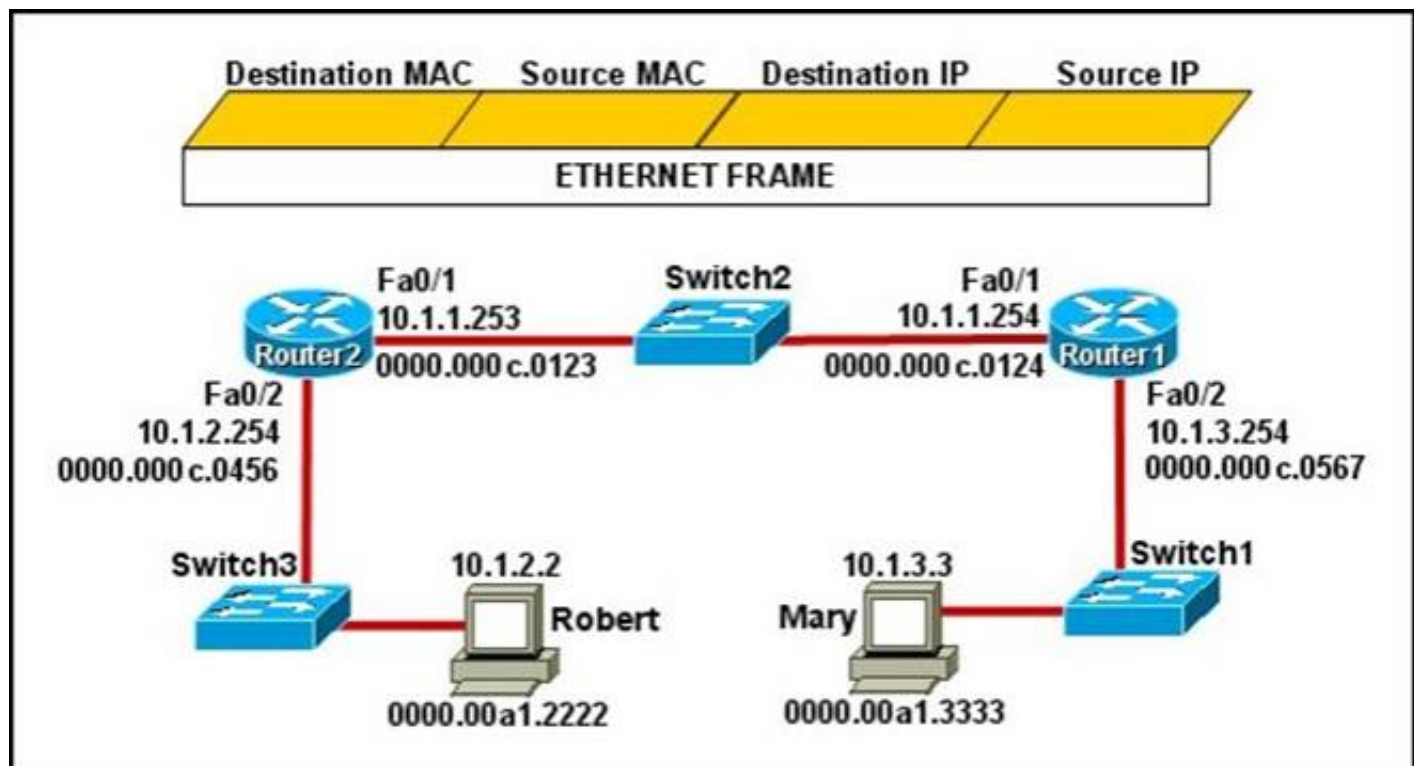 Destination MAC Source MAC Destination IP Source IP
ETHERNET FRAME
Fa0/1
10.1.1.253
0000.000c.0123
Switch2
Fa0/1
10.1.1.254
0000.000c.0124
Router2
Router1
Fa0/2
10.1.2.254
0000.000c.0456
Fa0/2
10.1.3.254
0000.000c.0567
Switch3
10.1.2.2
Robert
0000.00a1.2222
10.1.3.3
Mary
0000.00a1.3333
Switch1